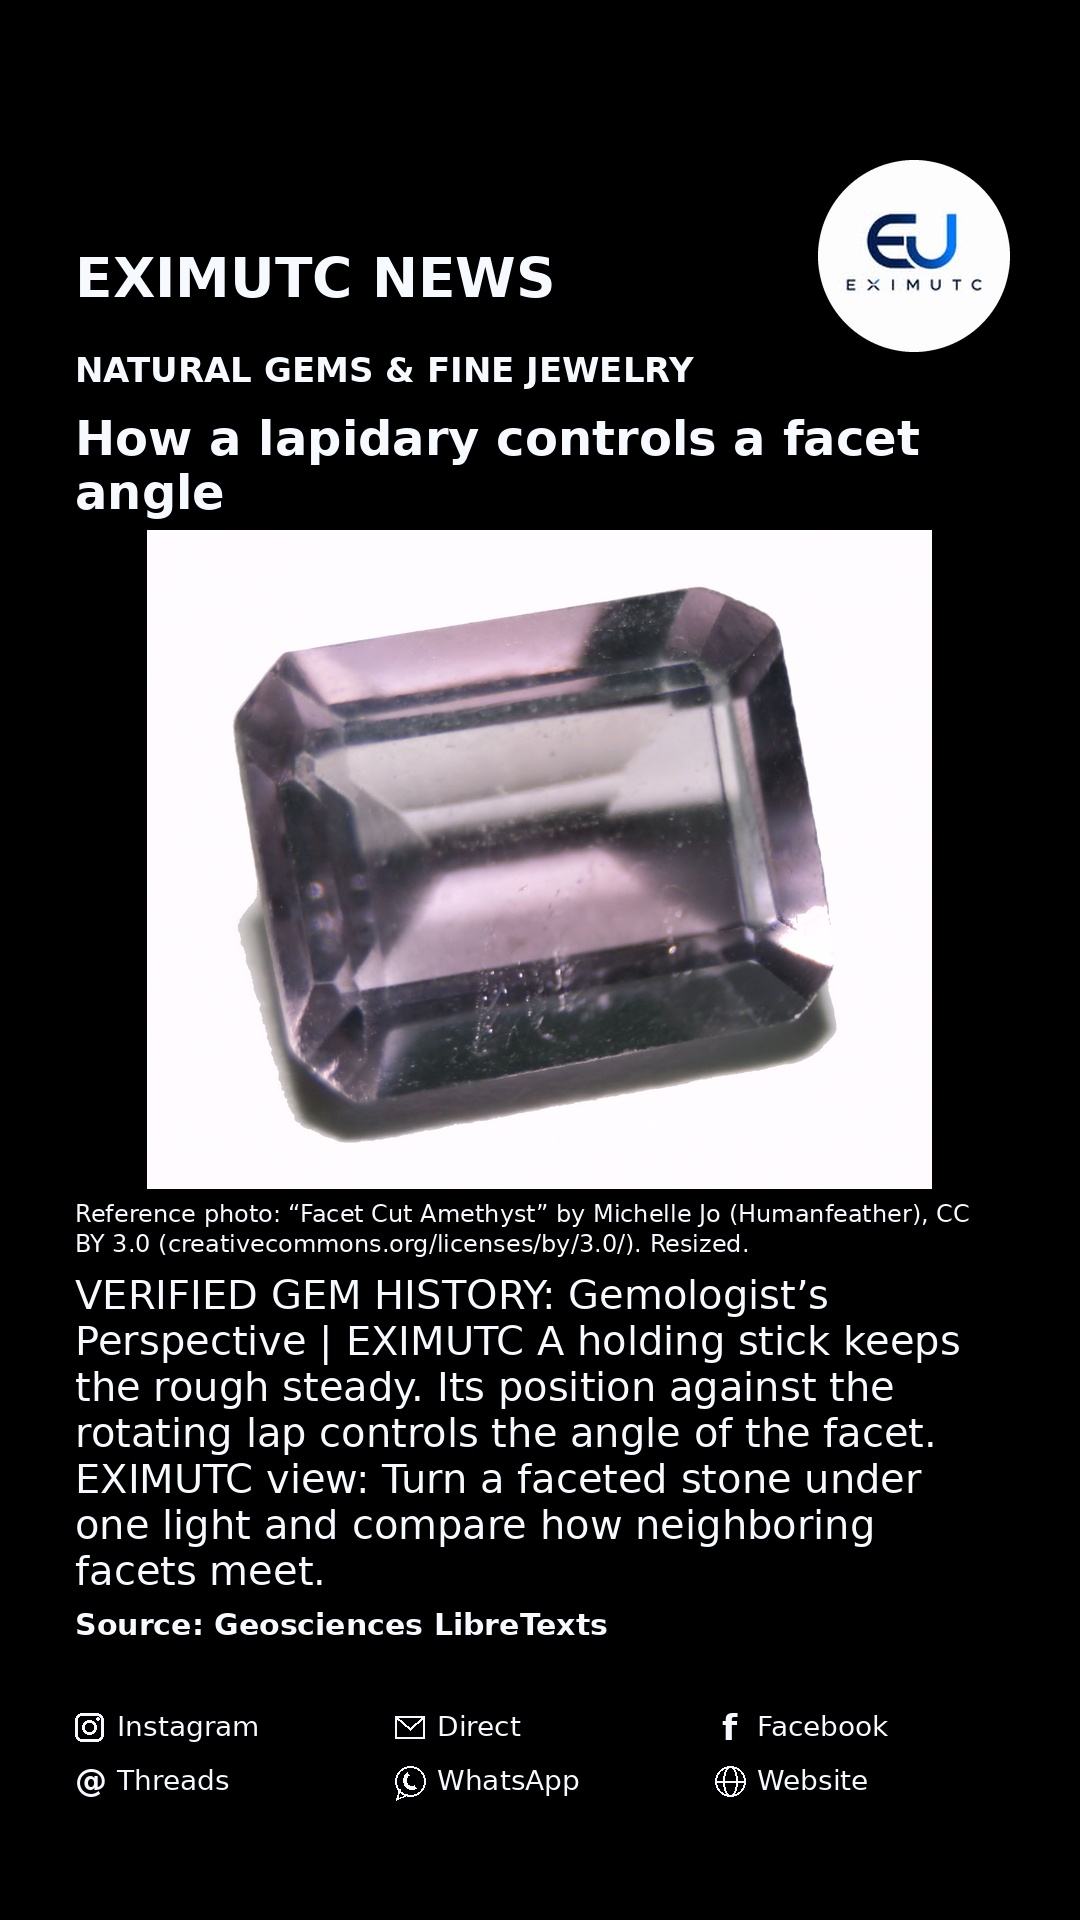 EU
EXIMUTC
EXIMUTC NEWS
NATURAL GEMS & FINE JEWELRY
How a lapidary controls a facet
angle
Reference photo: “Facet Cut Amethyst” by Michelle Jo (Humanfeather), CC
BY 3.0 (creativecommons.org/licenses/by/3.0/). Resized.
VERIFIED GEM HISTORY: Gemologist’s
Perspective | EXIMUTC A holding stick keeps
the rough steady. Its position against the
rotating lap controls the angle of the facet.
EXIMUTC view: Turn a faceted stone under
one light and compare how neighboring
facets meet.
Source: Geosciences LibreTexts
Instagram
Direct
Facebook
Threads
WhatsApp
Website